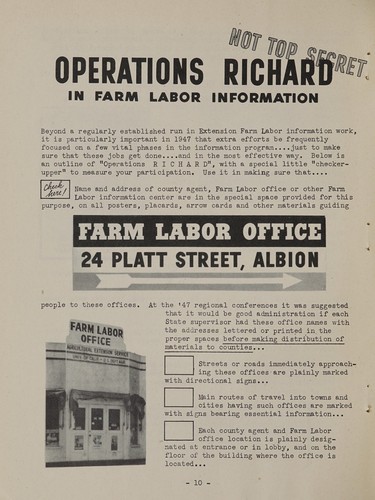 NOT TOP SECRET
OPERATIONS RICHARD
IN FARM LABOR INFORMATION
Beyond a regularly established run in Extension Farm Labor information work,
it is particularly important in 1947 that extra efforts be frequently
focused on a few vital phases in the information program....just to make
sure that these jobs get done....and in the most effective way. Below is
an outline of "Operations R I C H A R D", with a special little "checker-
upper" to measure your participation. Use it in making sure that....
check here!
Name and address of county agent, Farm Labor office or other Farm
Labor information center are in the special space provided for this
purpose, on all posters, placards, arrow cards and other materials guiding
FARM LABOR OFFICE
24 PLATT STREET, ALBION
people to these offices. At the '47 regional conferences it was suggested
that it would be good administration if each
State supervisor had these office names with
the addresses lettered or printed in the
proper spaces before making distribution of
materials to counties...
FARM LABOR
OFFICE
AGRICULTURAL EXTENSION SERVICE
Streets or roads immediately approach-
ing these offices are plainly marked
with directional signs...
Main routes of travel into towns and
cities having such offices are marked
with signs bearing essential information...
Each county agent and Farm Labor
office location is plainly desig-
nated at entrance or in lobby, and on the
floor of the building where the office is
located...
- 10 -